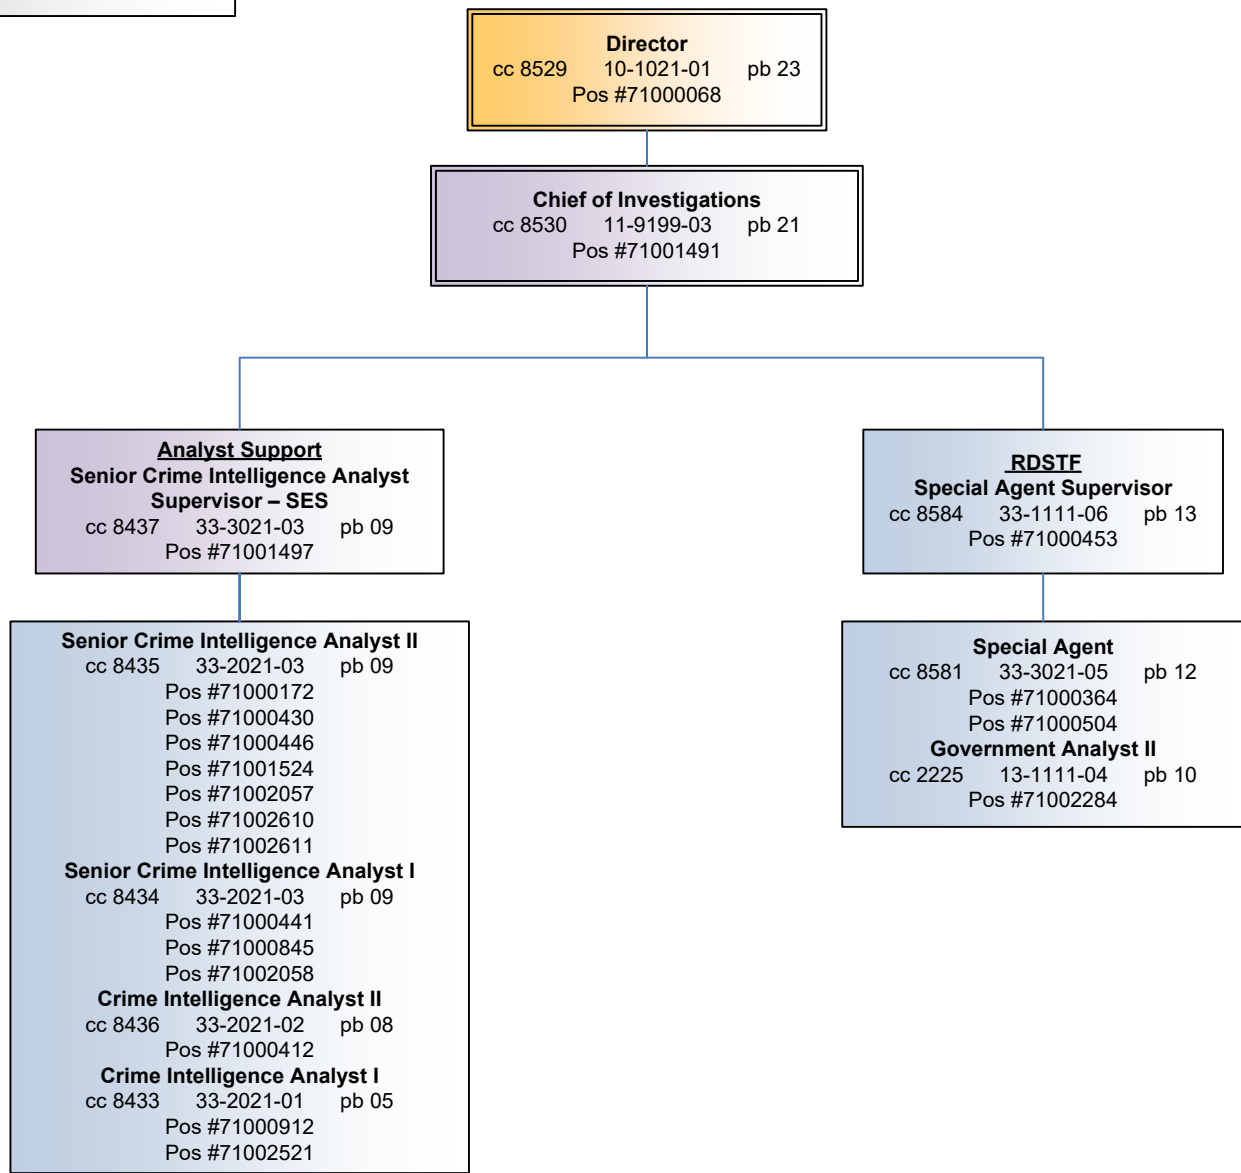 Director
cc 8529 10-1021-01 pb 23
Pos #71000068
Chief of Investigations
cc 8530 11-9199-03 pb 21
Pos #71001491
Analyst Support
Senior Crime Intelligence Analyst
Supervisor – SES
cc 8437 33-3021-03 pb 09
Pos #71001497
Senior Crime Intelligence Analyst II
cc 8435 33-2021-03 pb 09
Pos #71000172
Pos #71000430
Pos #71000446
Pos #71001524
Pos #71002057
Pos #71002610
Pos #71002611
Senior Crime Intelligence Analyst I
cc 8434 33-2021-03 pb 09
Pos #71000441
Pos #71000845
Pos #71002058
Crime Intelligence Analyst II
cc 8436 33-2021-02 pb 08
Pos #71000412
Crime Intelligence Analyst I
cc 8433 33-2021-01 pb 05
Pos #71000912
Pos #71002521
RDSTF
Special Agent Supervisor
cc 8584 33-1111-06 pb 13
Pos #71000453
Special Agent
cc 8581 33-3021-05 pb 12
Pos #71000364
Pos #71000504
Government Analyst II
cc 2225 13-1111-04 pb 10
Pos #71002284